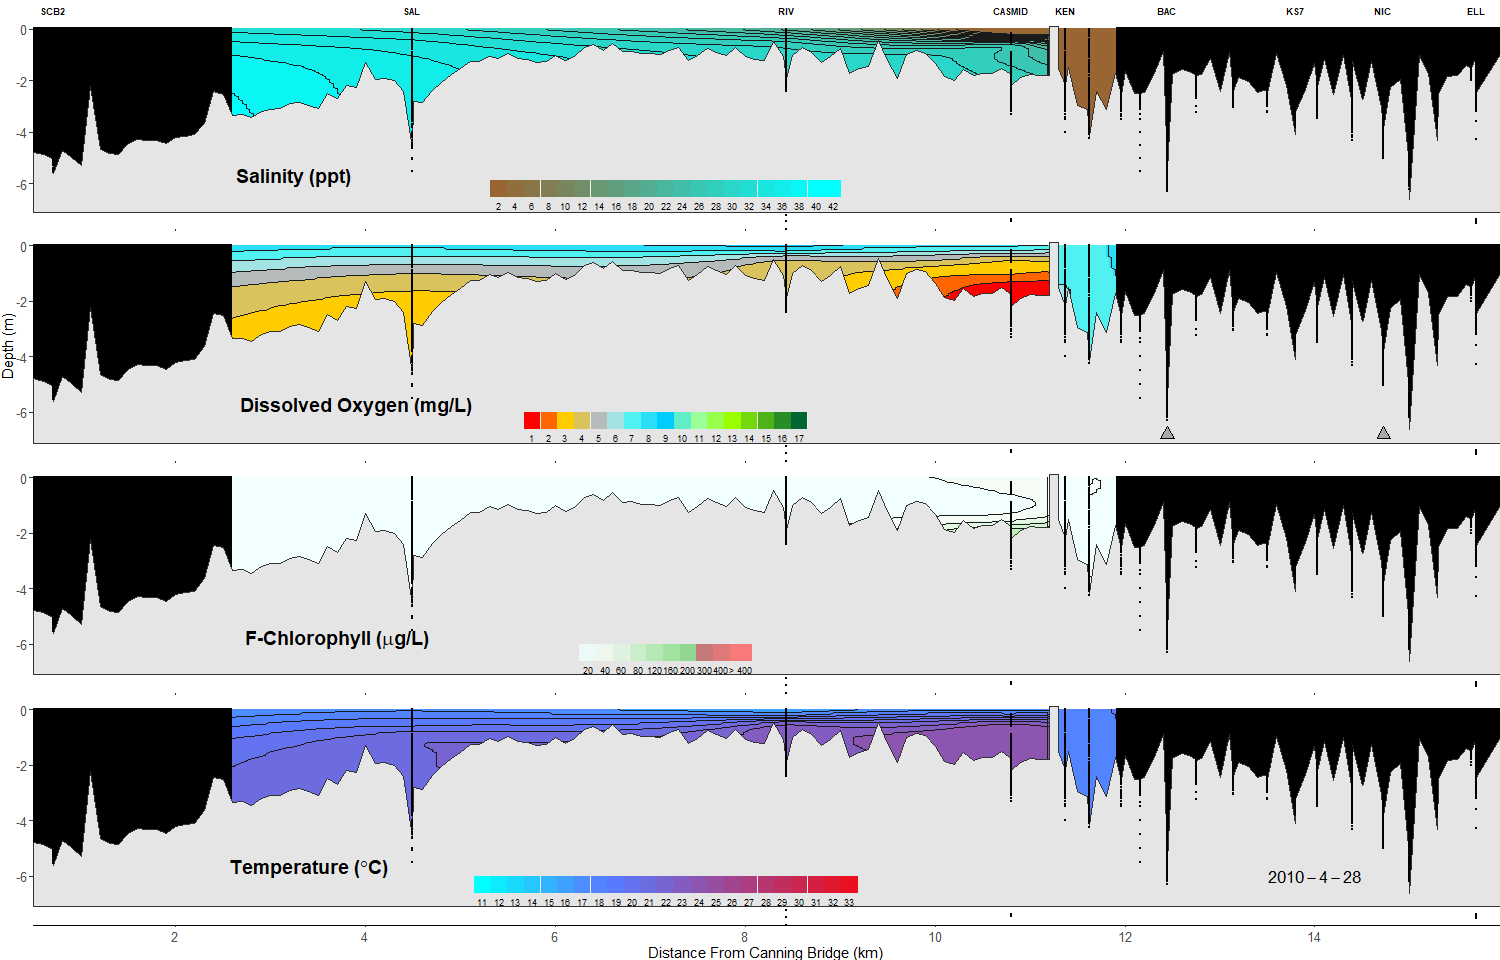 SCB2 SAL RIV CASMID KEN BAC KS7 NIC ELL
0
-2
-4
-6
Salinity (ppt)
2 4 6 8 10 12 14 16 18 20 22 24 26 28 30 32 34 36 38 40 42
0
-2
-4
-6
Depth (m)
Dissolved Oxygen (mg/L)
1 2 3 4 5 6 7 8 9 10 11 12 13 14 15 16 17
0
-2
-4
-6
F-Chlorophyll (μg/L)
20 40 60 80 120 160 200 300 400 > 400
0
-2
-4
-6
Temperature (°C)
2010 – 4 – 28
11 12 13 14 15 16 17 18 19 20 21 22 23 24 25 26 27 28 29 30 31 32 33
2 4 6 8 10 12 14
Distance From Canning Bridge (km)